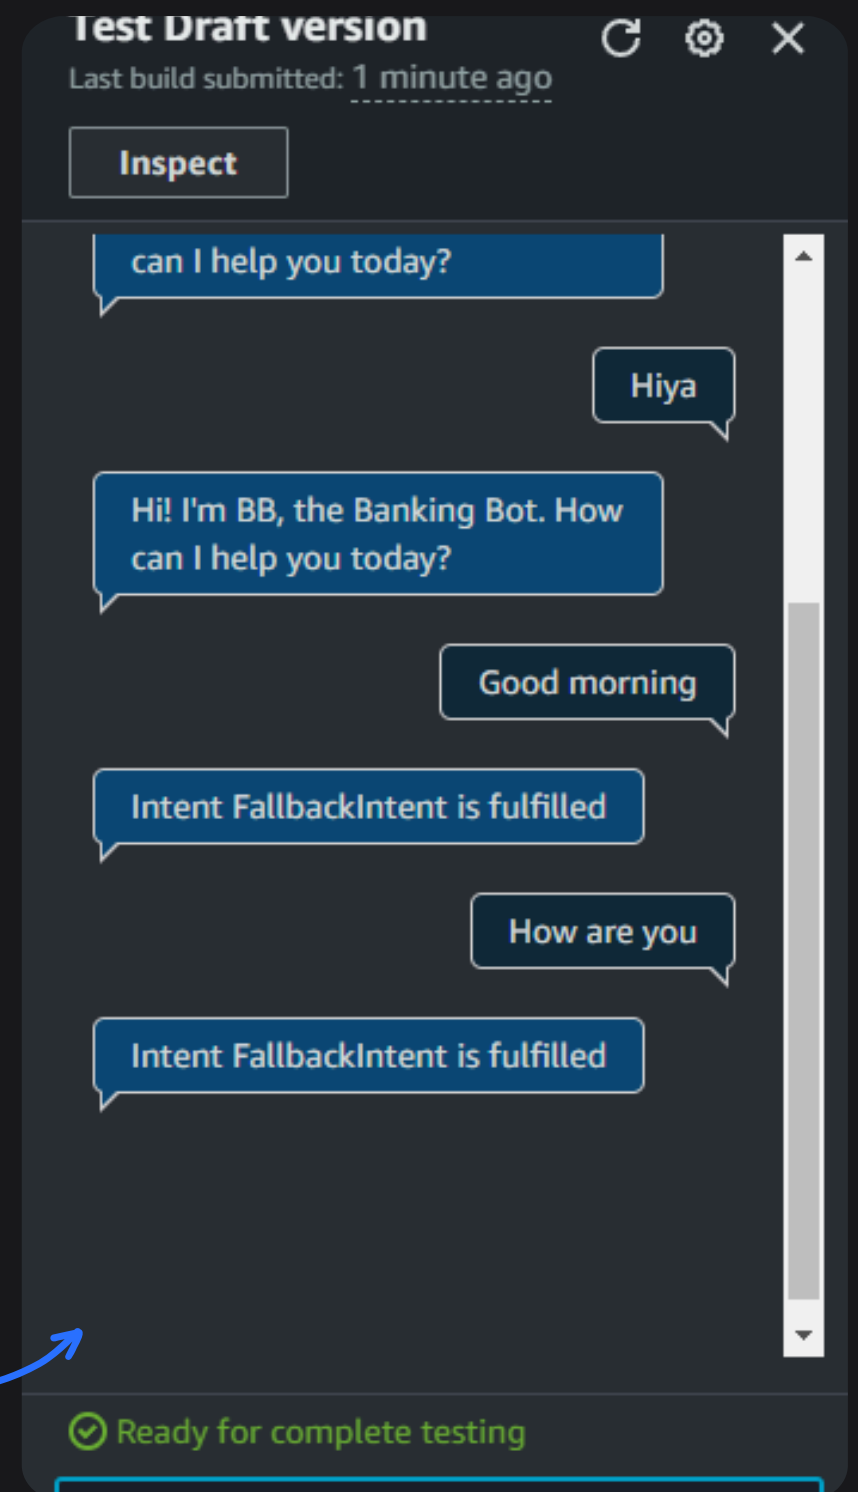 Test Draft version
Last build submitted: 1 minute ago
Inspect
can I help you today?
Hiya
Hi! I'm BB, the Banking Bot. How
can I help you today?
Good morning
Intent FallbackIntent is fulfilled
How are you
Intent FallbackIntent is fulfilled
Ready for complete testing